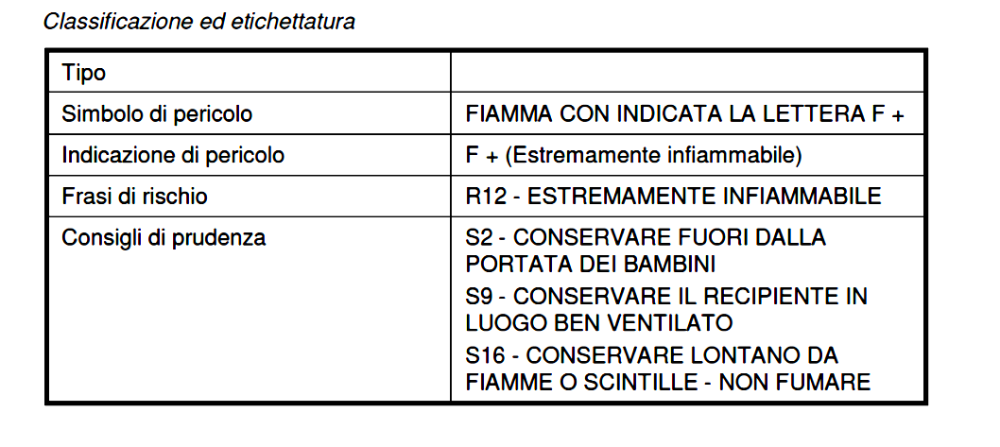 Classificazione ed etichettatura
Tipo
Simbolo di pericolo
FIAMMA CON INDICATA LA LETTERA F +
Indicazione di pericolo
F + (Estremamente infiammabile)
Frasi di rischio
R12 - ESTREMAMENTE INFIAMMABILE
Consigli di prudenza
S2 - CONSERVARE FUORI DALLA
PORTATA DEI BAMBINI
S9 - CONSERVARE IL RECIPIENTE IN
LUOGO BEN VENTILATO
S16 - CONSERVARE LONTANO DA
FIAMME O SCINTILLE - NON FUMARE